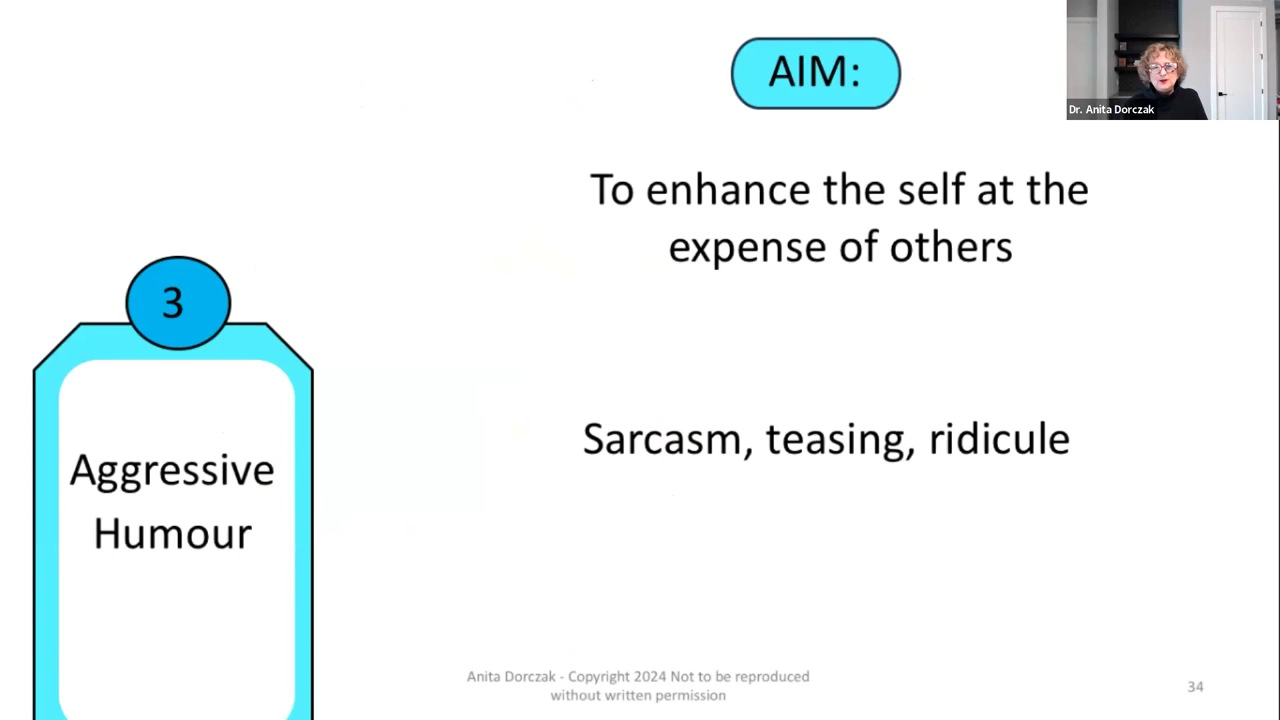 AIM:
Dr. Anita Dorczak
To enhance the self at the
expense of others
3
Aggressive
Humour
Sarcasm, teasing, ridicule
Anita Dorczak - Copyright 2024 Not to be reproduced
without written permission
34